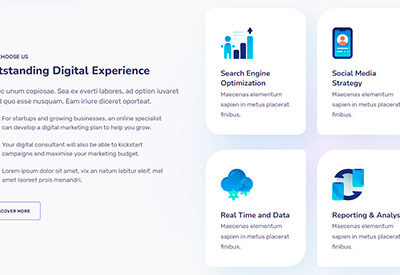 CHOOSE US
tstanding Digital Experience
c unum copiosae. Sea ex everti labores, ad option iuvaret
d quo esse nusquam. Eam iriure diceret oporteat.
For startups and growing businesses, an online specialist
can develop a digital marketing plan to help you grow.
Your digital consultant will also be able to kickstart
campaigns and maximise your marketing budget.
Lorem ipsum dolor sit amet, vix an natum labitur eleif, mel
amet laoreet prois menandri.
SCOVER MORE
Search Engine
Optimization
Maecenas elementum
sapien in metus placerat
finibus.
Social Media
Strategy
Maecenas elementum
sapien in metus placerat
finibus.
Real Time and Data
Maecenas elementum
sapien in metus placerat
finibus.
Reporting & Analys
Maecenas elementum
sapien in metus placerat
finibus.